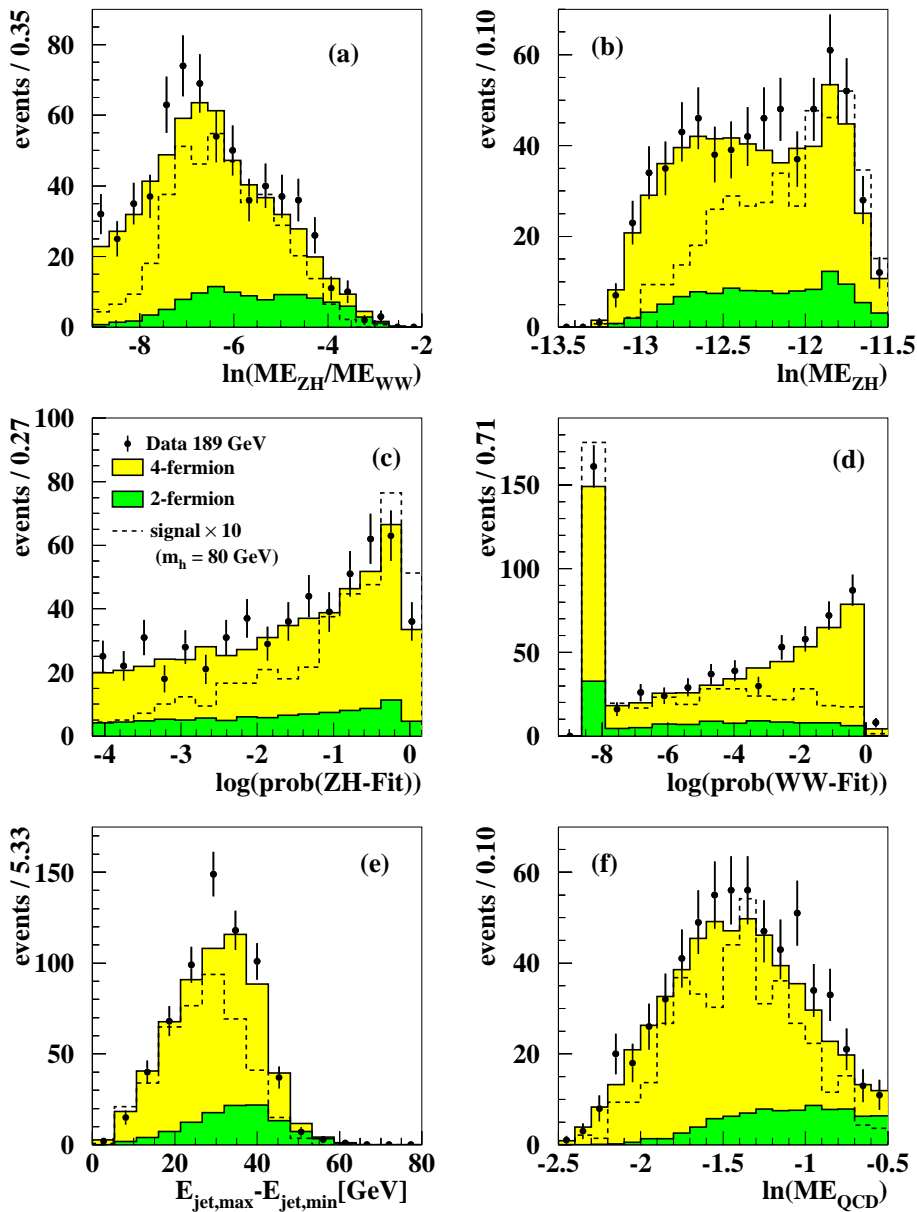 events / 0.35
(a)
80
60
40
20
0
-8 -6 -4 -2
ln(ME_ZH/ME_WW)
events / 0.10
(b)
60
40
20
0
-13.5 -13 -12.5 -12 -11.5
ln(ME_ZH)
events / 0.27
(c)
Data 189 GeV
4-fermion
2-fermion
signal × 10
(m_h = 80 GeV)
100
80
60
40
20
0
-4 -3 -2 -1 0
log(prob(ZH-Fit))
events / 0.71
(d)
150
100
50
0
-8 -6 -4 -2 0
log(prob(WW-Fit))
events / 5.33
(e)
150
100
50
0
0 20 40 60 80
E_jet,max-E_jet,min[GeV]
events / 0.10
(f)
60
40
20
0
-2.5 -2 -1.5 -1 -0.5
ln(ME_QCD)